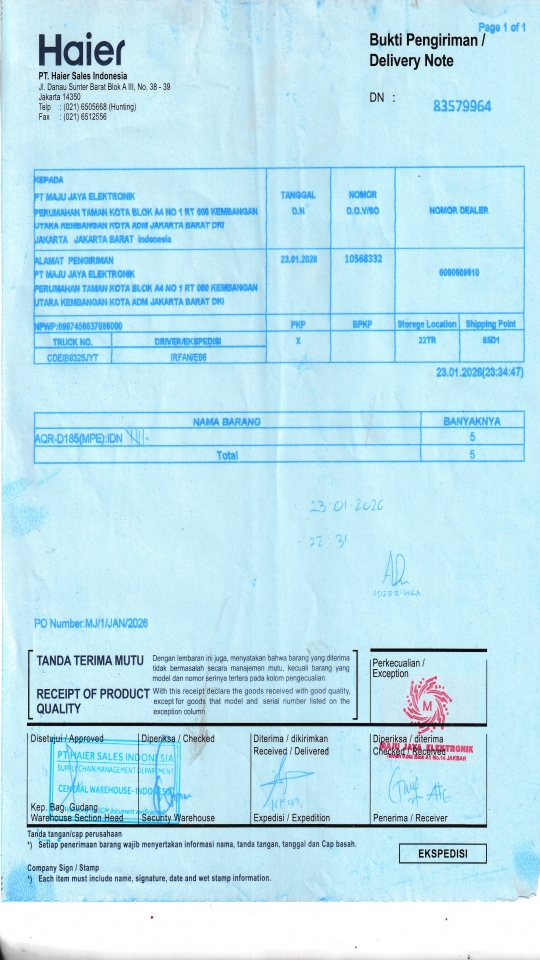 Page 1 of 1
Haier
Bukti Pengiriman /
Delivery Note
PT. Haier Sales Indonesia
Jl. Danau Sunter Barat Blok A III, No. 38 - 39
Jakarta 14350
Telp : (021) 6505668 (Hunting)
Fax : (021) 6512556
DN : 83579964
KEPADA
PT MAJU JAYA ELEKTRONIK
PERUMAHAN TAMAN KOTA BLOK A4 NO 1 RT 000 KEMBANGAN
UTARA KEMBANGAN KOTA ADM JAKARTA BARAT DKI
JAKARTA JAKARTA BARAT Indonesia
TANGGAL
D.N
NOMOR
D.O.V/SO
NOMOR DEALER
ALAMAT PENGIRIMAN
PT MAJU JAYA ELEKTRONIK
PERUMAHAN TAMAN KOTA BLOK A4 NO 1 RT 000 KEMBANGAN
UTARA KEMBANGAN KOTA ADM JAKARTA BARAT DKI
23.01.2026
10568332
PKP BPKP Storege Location Shipping Point
TRUCK NO. DRIVER/EKSPEDISI X 22TR 65D1
IRFAN/E86
23.01.2026(23:34:47)
NAMA BARANG BANYAKNYA
AQR-D185(MPE):IDN 5
Total 5
23-01-2026
22:31
PO Number:MJ/1/JAN/2026
TANDA TERIMA MUTU
Dengan lembaran ini juga, menyatakan bahwa barang yang diterima
tidak bermasalah secara manajemen mutu, kecuali barang yang
model dan nomor serinya tertera pada kolom pengecualian
RECEIPT OF PRODUCT
QUALITY
With this receipt declare the goods received with good quality,
except for goods that model and serial number listed on the
exception column
Perkecualian /
Exception
M
Disetujui / Approved
Diperiksa / Checked
Diterima / dikirimkan
Received / Delivered
Diperiksa / diterima
Checked / Received
MAJU JAYA ELEKTRONIK
Taman Kota Blok A1 No.14 JAKBAR
PT HAIER SALES INDONESIA
SUPPLY CHAIN MANAGEMENT DEPARTMENT
CENTRAL WAREHOUSE- INDONESIA
Kep. Bag. Gudang
Warehouse Section Head
Security Warehouse
Expedisi / Expedition
Penerima / Receiver
Tanda tangan/cap perusahaan
*) Setiap penerimaan barang wajib menyertakan informasi nama, tanda tangan, tanggal dan Cap basah.
EKSPEDISI
Company Sign / Stamp
*) Each item must include name, signature, date and wet stamp information.